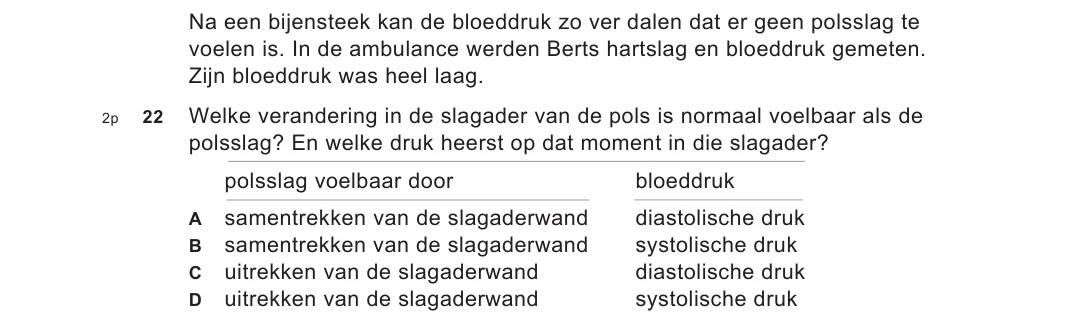 Na een bijensteek kan de bloeddruk zo ver dalen dat er geen polsslag te
voelen is. In de ambulance werden Berts hartslag en bloeddruk gemeten.
Zijn bloeddruk was heel laag.
2p 22 Welke verandering in de slagader van de pols is normaal voelbaar als de
polsslag? En welke druk heerst op dat moment in die slagader?
polsslag voelbaar door bloeddruk
A samentrekken van de slagaderwand diastolische druk
B samentrekken van de slagaderwand systolische druk
C uitrekken van de slagaderwand diastolische druk
D uitrekken van de slagaderwand systolische druk